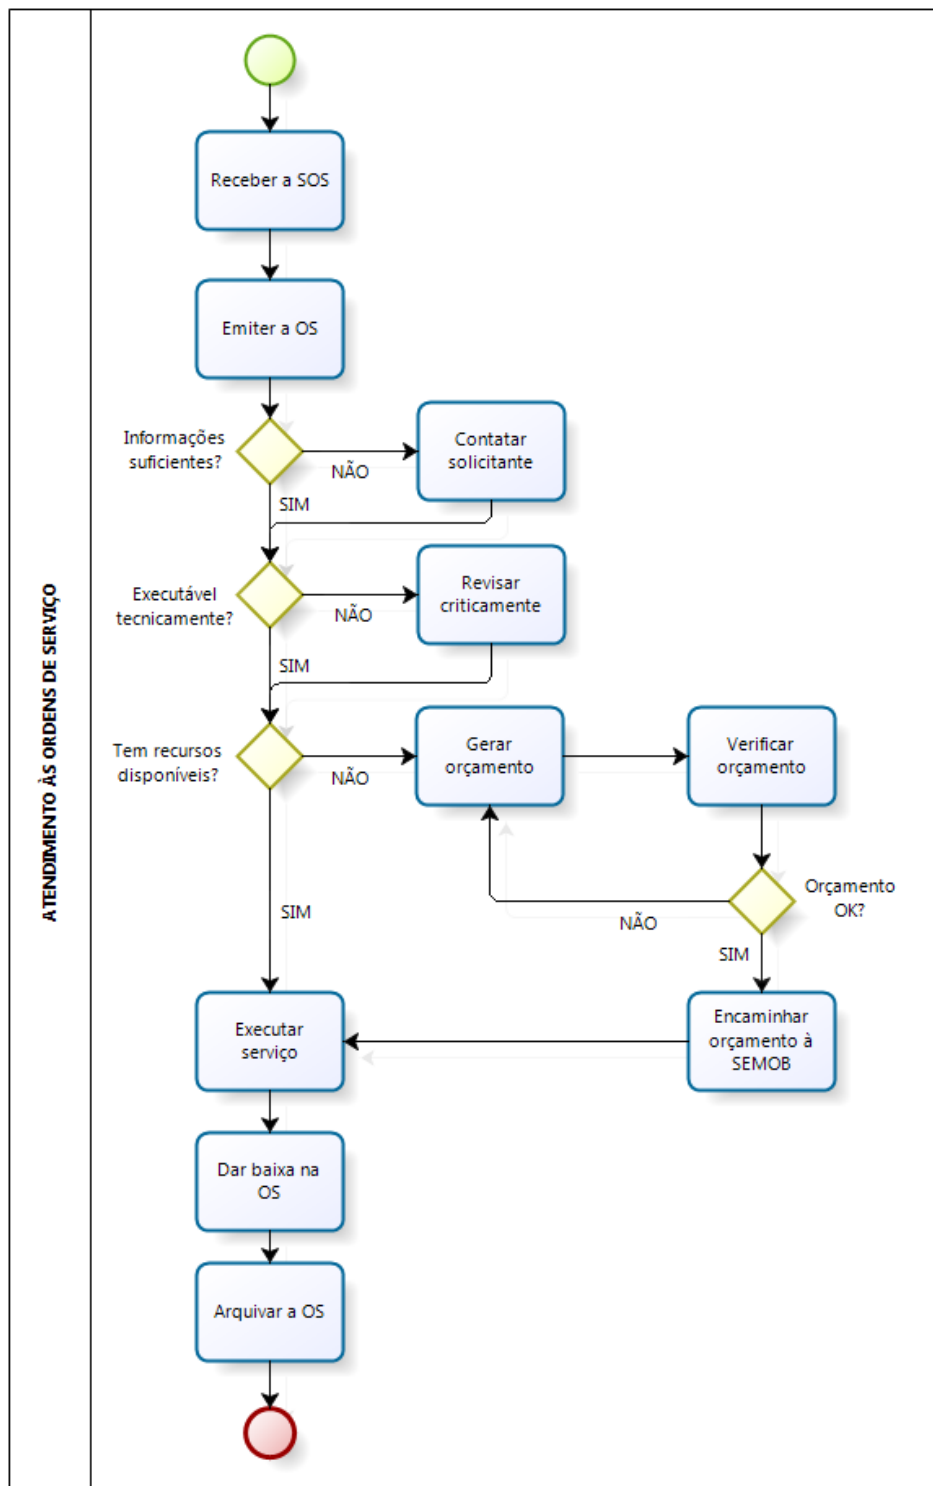 ATENDIMENTO ÀS ORDENS DE SERVIÇO
Receber a SOS
Emiter a OS
Informações
suficientes?
NÃO
Contatar
solicitante
SIM
Executável
tecnicamente?
NÃO
Revisar
criticamente
SIM
Tem recursos
disponíveis?
NÃO
Gerar
orçamento
Verificar
orçamento
Orçamento
OK?
NÃO
SIM
SIM
Encaminhar
orçamento à
SEMOB
Executar
serviço
Dar baixa na
OS
Arquivar a OS